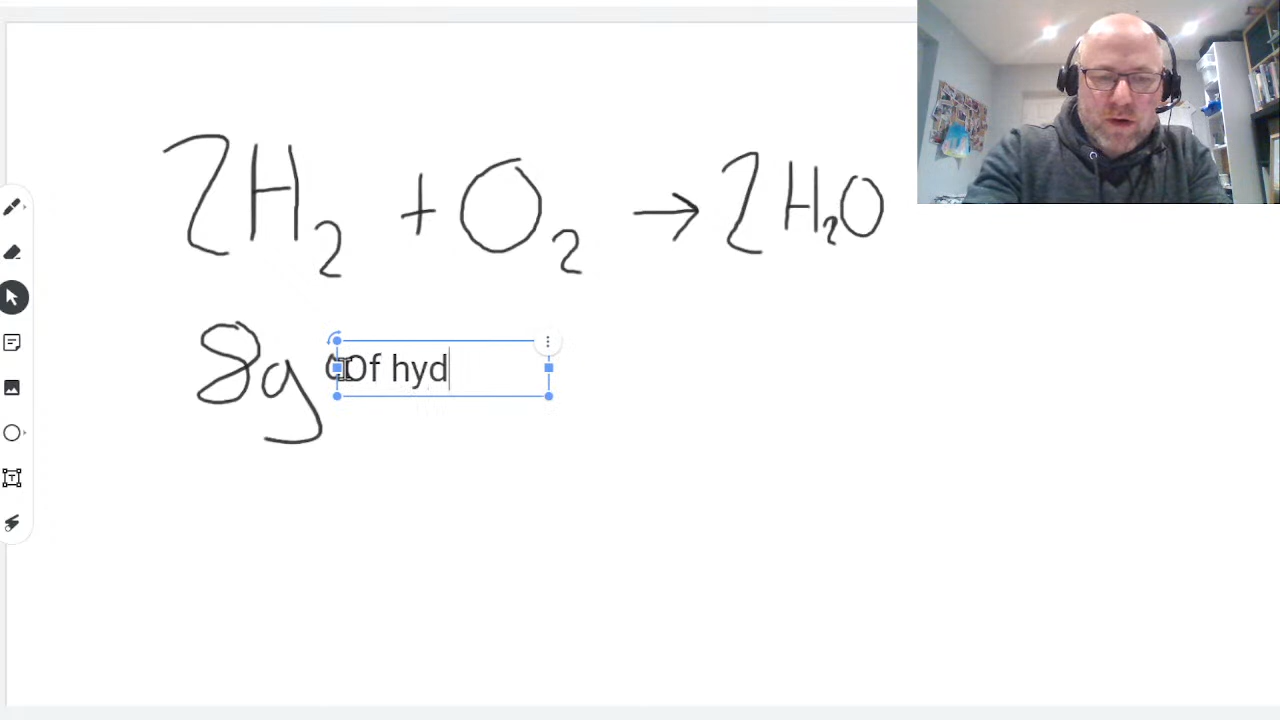 2H₂ + O₂ → 2H₂O
8g Of hyd